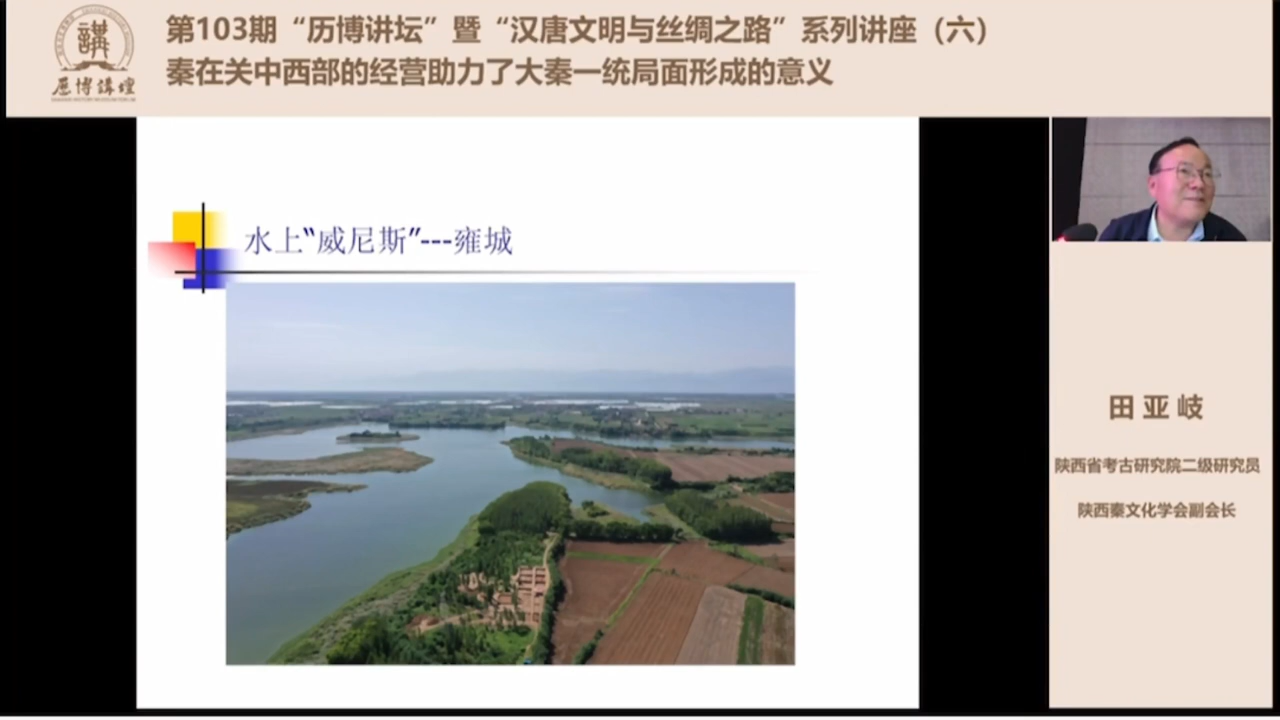 第103期“历博讲坛”暨“汉唐文明与丝绸之路”系列讲座（六）
秦在关中西部的经营助力了大秦一统局面形成的意义
講
历博講壇
水上“威尼斯”---雍城
田亚岐
陕西省考古研究院二级研究员
陕西秦文化学会副会长